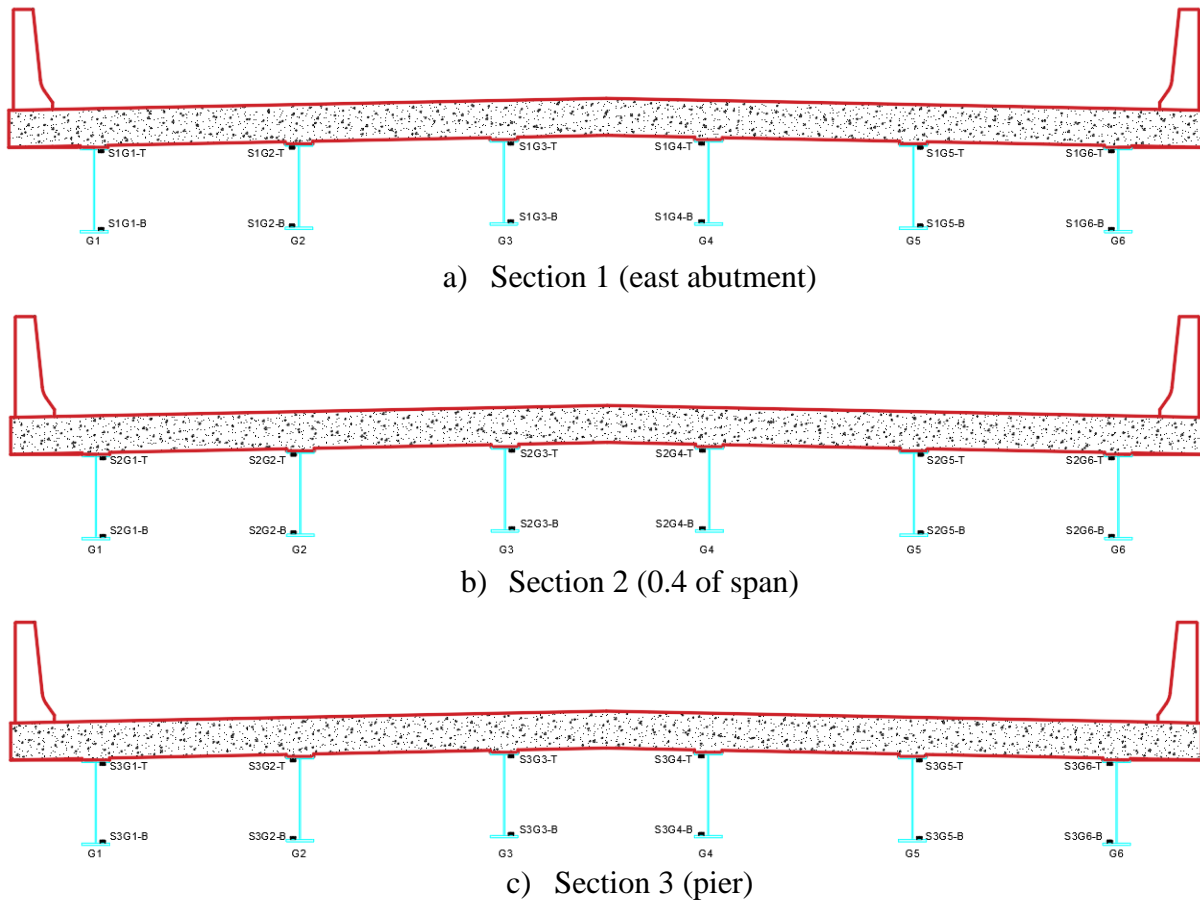 S1G1-T S1G2-T S1G3-T S1G4-T S1G5-T S1G6-T
S1G1-B S1G2-B S1G3-B S1G4-B S1G5-B S1G6-B
G1 G2 G3 G4 G5 G6
a) Section 1 (east abutment)
S2G1-T S2G2-T S2G3-T S2G4-T S2G5-T S2G6-T
S2G1-B S2G2-B S2G3-B S2G4-B S2G5-B S2G6-B
G1 G2 G3 G4 G5 G6
b) Section 2 (0.4 of span)
S3G1-T S3G2-T S3G3-T S3G4-T S3G5-T S3G6-T
S3G1-B S3G2-B S3G3-B S3G4-B S3G5-B S3G6-B
G1 G2 G3 G4 G5 G6
c) Section 3 (pier)